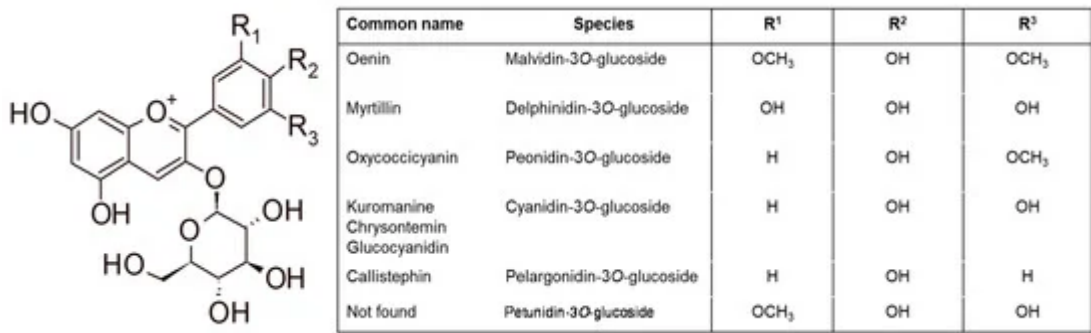 R₁
R₂
R₃
O⁺
HO
OH
O
O
OH
HO
OH
OH
Common name Species R¹ R² R³
Oenin Malvidin-3O-glucoside OCH₃ OH OCH₃
Myrtillin Delphinidin-3O-glucoside OH OH OH
Oxycoccicyanin Peonidin-3O-glucoside H OH OCH₃
Kuromanine Cyanidin-3O-glucoside H OH OH
Chrysontemin
Glucocyanidin
Callistephin Pelargonidin-3O-glucoside H OH H
Not found Petunidin-3O-glucoside OCH₃ OH OH